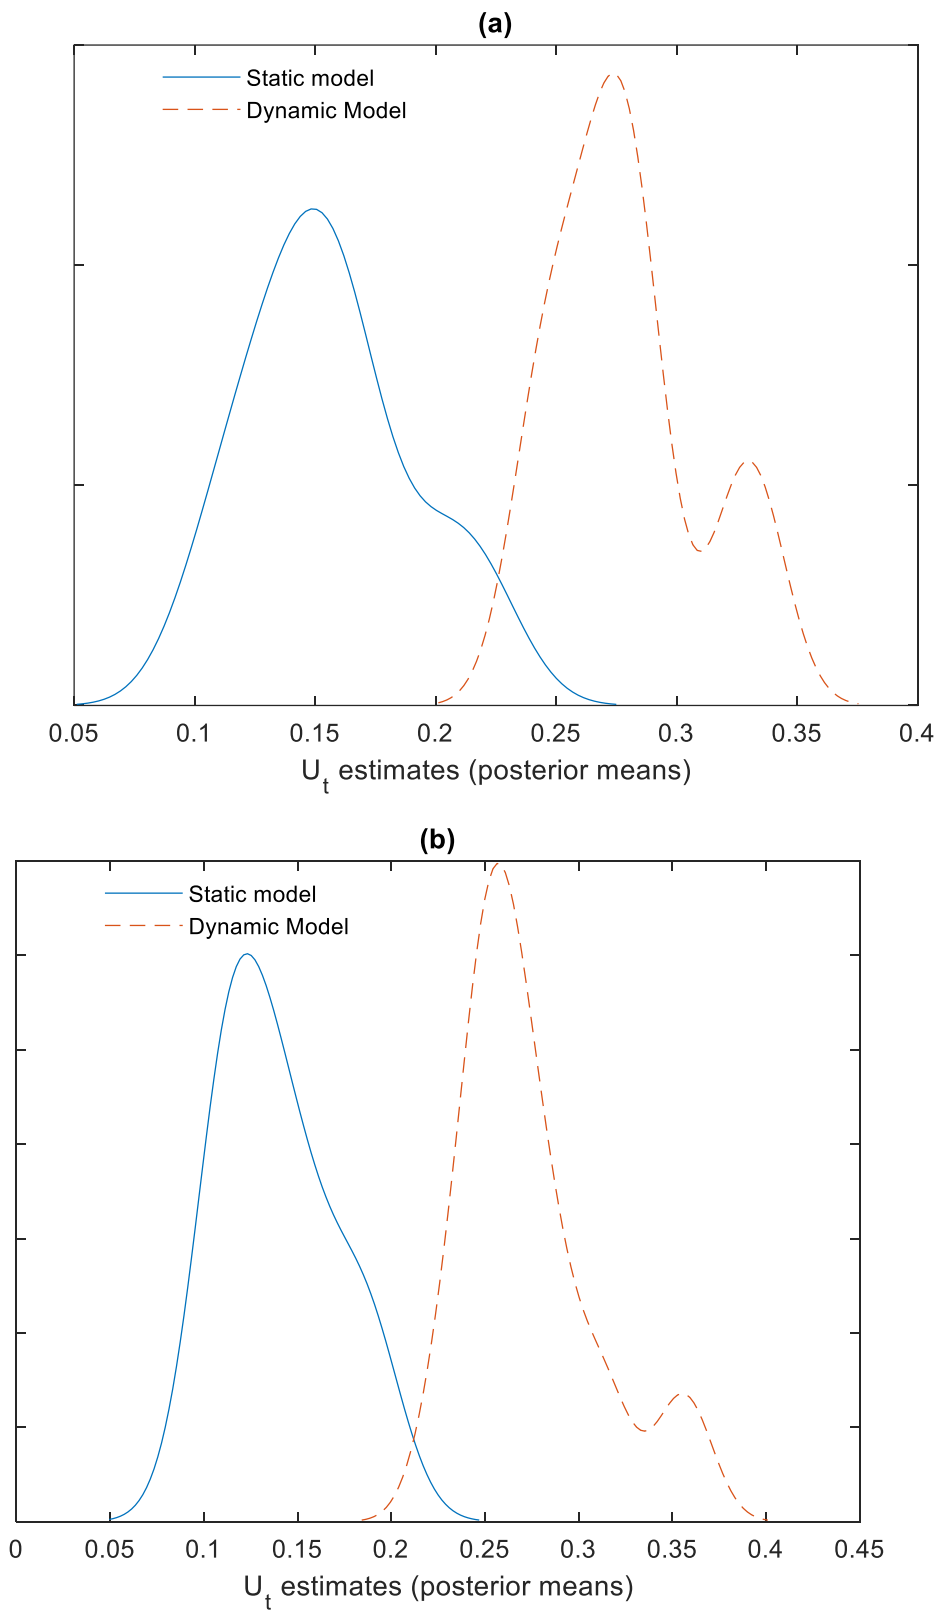 (a)
Static model
Dynamic Model
0.05 0.1 0.15 0.2 0.25 0.3 0.35 0.4
Ut estimates (posterior means)
(b)
Static model
Dynamic Model
0 0.05 0.1 0.15 0.2 0.25 0.3 0.35 0.4 0.45
Ut estimates (posterior means)